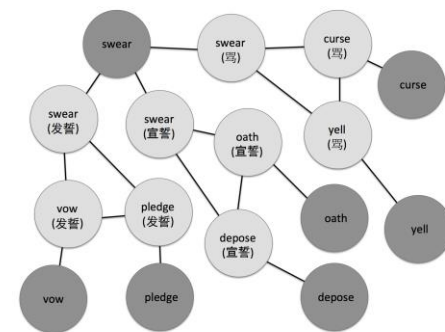 swear
swear
(骂)
curse
(骂)
curse
swear
(发誓)
swear
(宣誓)
oath
(宣誓)
yell
(骂)
vow
(发誓)
pledge
(发誓)
depose
(宣誓)
oath
yell
vow
pledge
depose